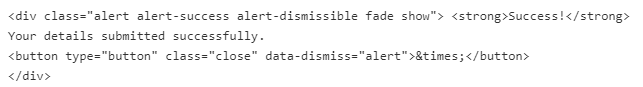 <div class="alert alert-success alert-dismissible fade show"> <strong>Success!</strong>
Your details submitted successfully.
<button type="button" class="close" data-dismiss="alert">&times;</button>
</div>